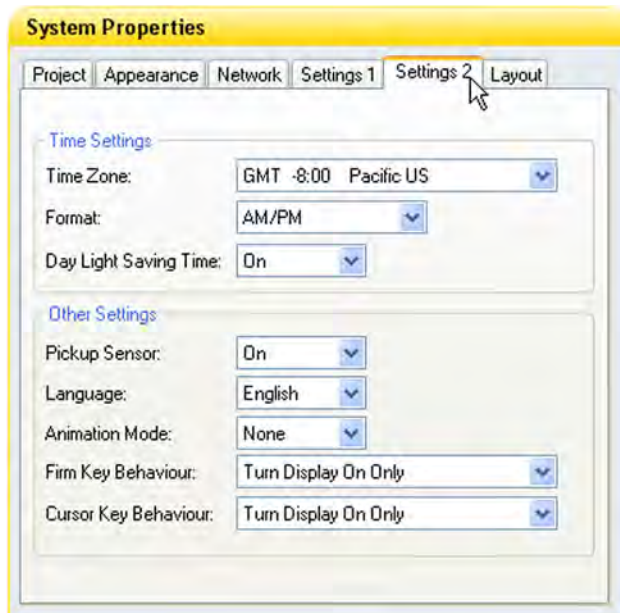 System Properties
Project Appearance Network Settings 1 Settings 2 Layout
Time Settings
Time Zone: GMT -8:00 Pacific US
Format: AM/PM
Day Light Saving Time: On
Other Settings
Pickup Sensor: On
Language: English
Animation Mode: None
Firm Key Behaviour: Turn Display On Only
Cursor Key Behaviour: Turn Display On Only